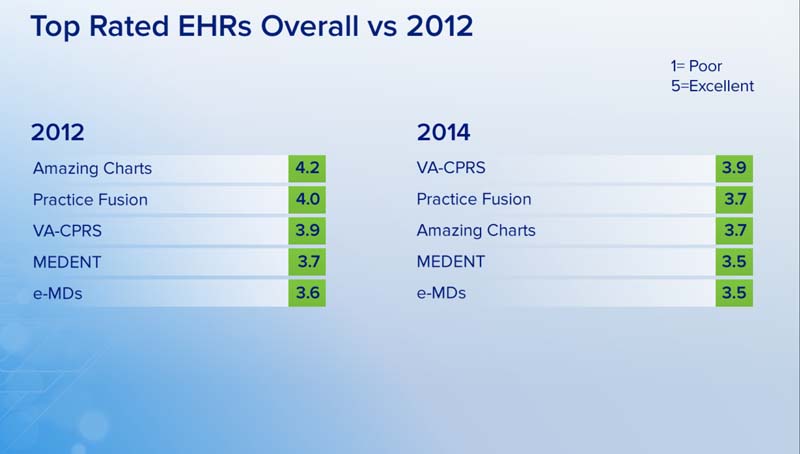 Top Rated EHRs Overall vs 2012
1= Poor
5=Excellent
2012
Amazing Charts 4.2
Practice Fusion 4.0
VA-CPRS 3.9
MEDENT 3.7
e-MDs 3.6
2014
VA-CPRS 3.9
Practice Fusion 3.7
Amazing Charts 3.7
MEDENT 3.5
e-MDs 3.5